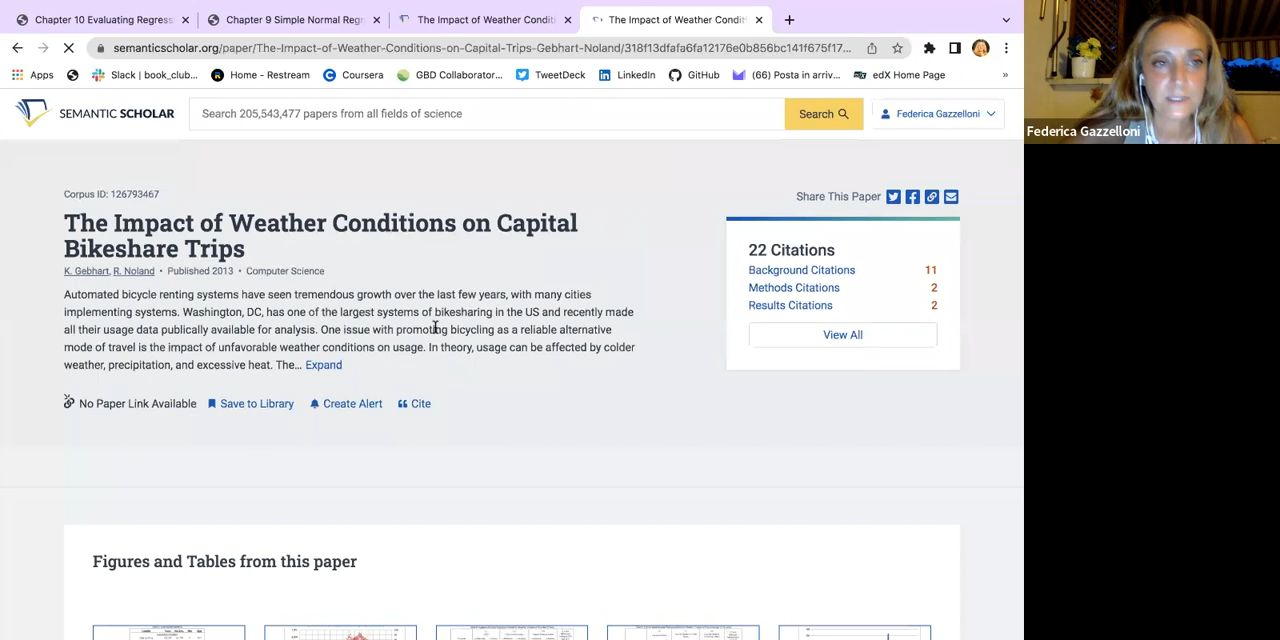 Chapter 10 Evaluating Regress
Chapter 9 Simple Normal Regr
The Impact of Weather Conditi
The Impact of Weather Conditi
semanticscholar.org/paper/The-Impact-of-Weather-Conditions-on-Capital-Trips-Gebhart-Noland/318f13dfafa6fa12176e0b856bc141f675f17...
Apps
Slack | book_club...
Home - Restream
Coursera
GBD Collaborator...
TweetDeck
LinkedIn
GitHub
(66) Posta in arriv...
edX Home Page
»
SEMANTIC SCHOLAR
Search 205,543,477 papers from all fields of science
Search
Federica Gazzelloni
Federica Gazzelloni
Corpus ID: 126793467
Share This Paper
The Impact of Weather Conditions on Capital
Bikeshare Trips
K. Gebhart, R. Noland • Published 2013 • Computer Science
Automated bicycle renting systems have seen tremendous growth over the last few years, with many cities
implementing systems. Washington, DC, has one of the largest systems of bikesharing in the US and recently made
all their usage data publically available for analysis. One issue with promoting bicycling as a reliable alternative
mode of travel is the impact of unfavorable weather conditions on usage. In theory, usage can be affected by colder
weather, precipitation, and excessive heat. The... Expand
22 Citations
Background Citations 11
Methods Citations 2
Results Citations 2
View All
No Paper Link Available
Save to Library
Create Alert
Cite
Figures and Tables from this paper